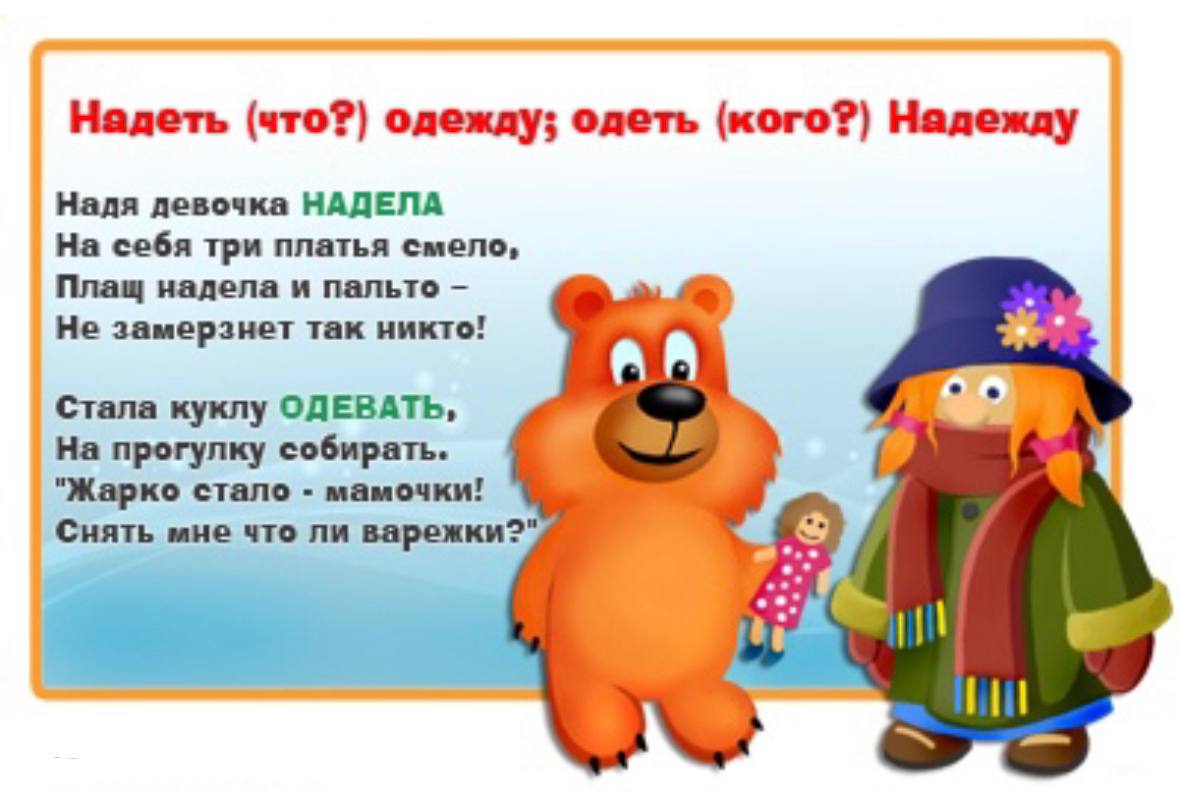 Надеть (что?) одежду; одеть (кого?) Надежду
Надя девочка НАДЕЛА
На себя три платья смело,
Плащ надела и пальто –
Не замерзнет так никто!
Стала куклу ОДЕВАТЬ,
На прогулку собирать.
"Жарко стало - мамочки!
Снять мне что ли варежки?"